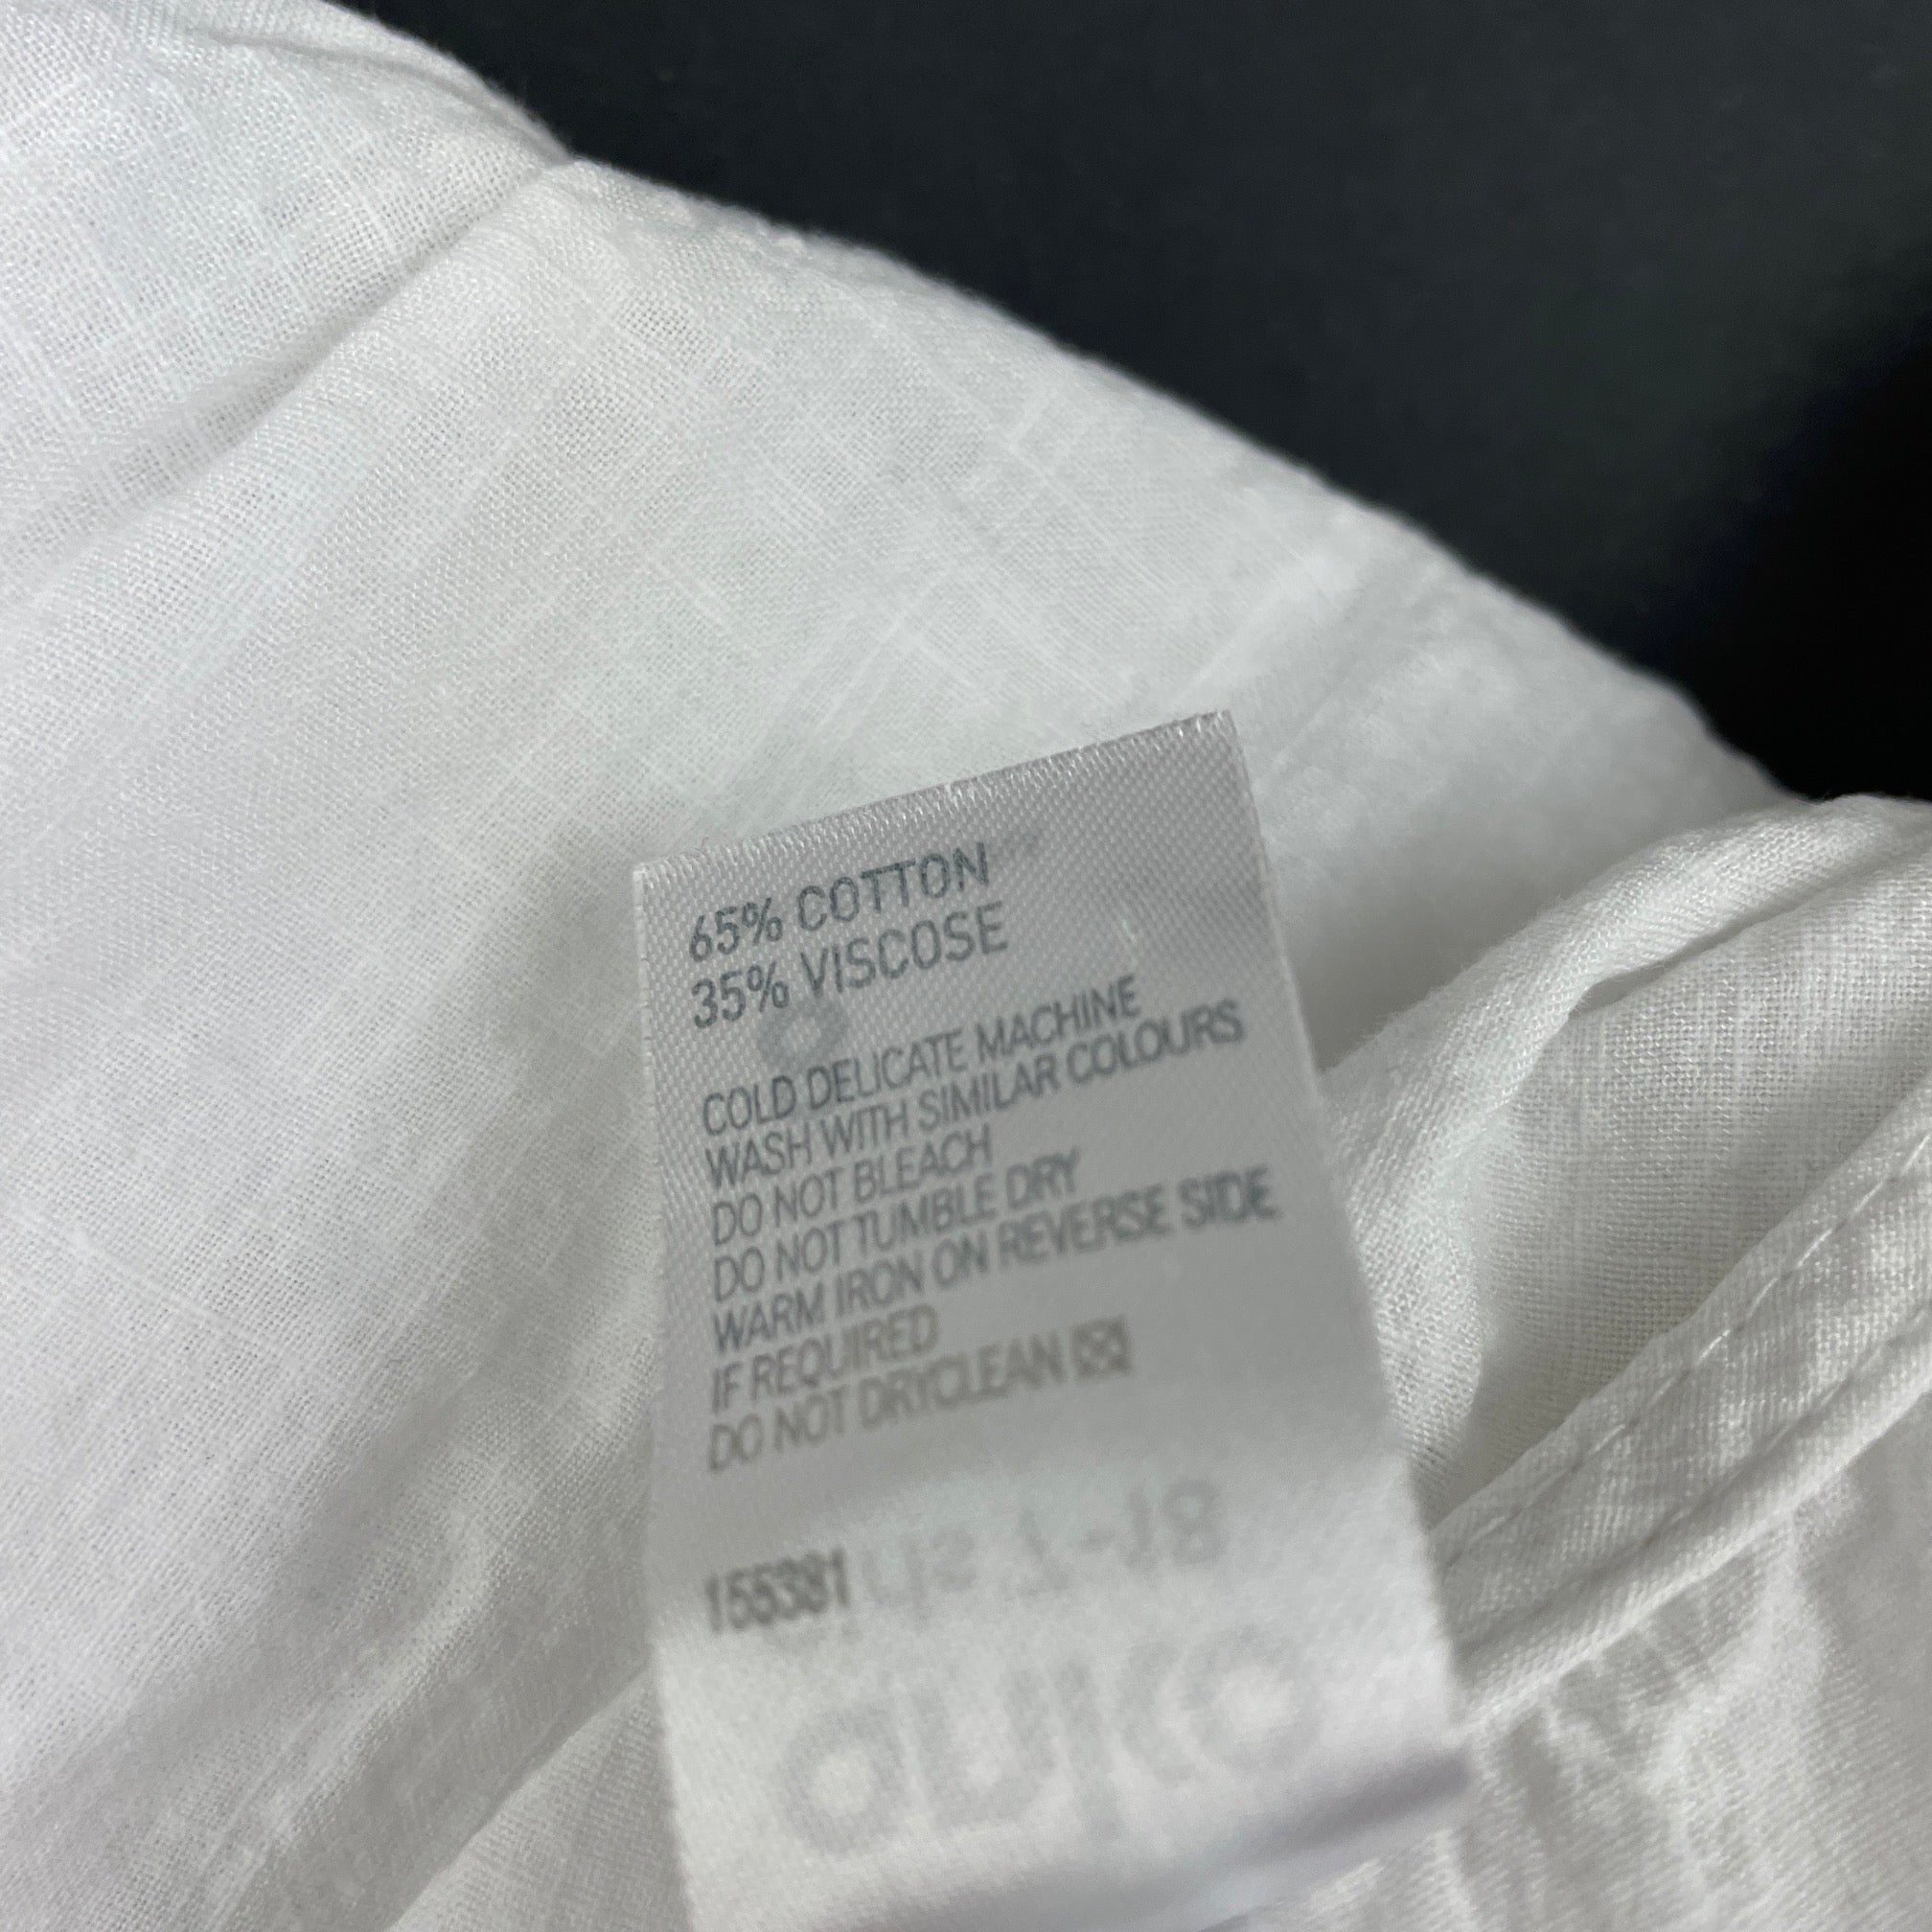 65% COTTON
35% VISCOSE
COLD DELICATE MACHINE
WASH WITH SIMILAR COLOURS
DO NOT BLEACH
DO NOT TUMBLE DRY
WARM IRON ON REVERSE SIDE
IF REQUIRED
DO NOT DRYCLEAN
155381